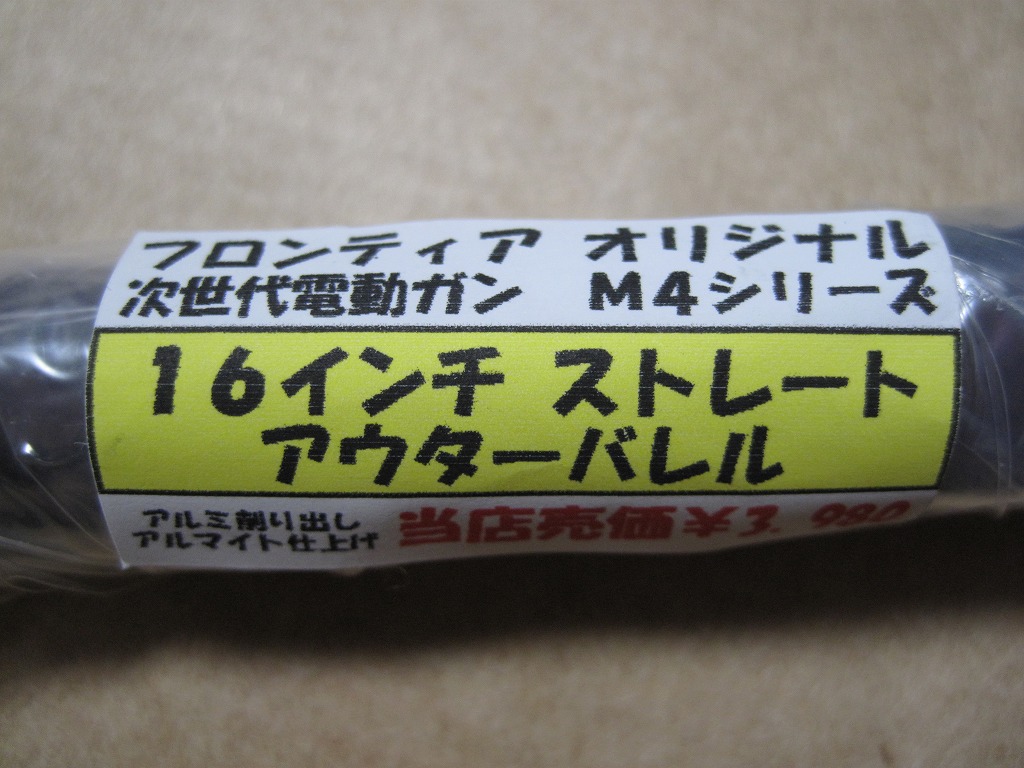 フロンティア オリジナル
次世代電動ガン M4シリーズ
16インチ ストレート
アウターバレル
アルミ削り出し
アルマイト仕上げ
当店売価¥3,980